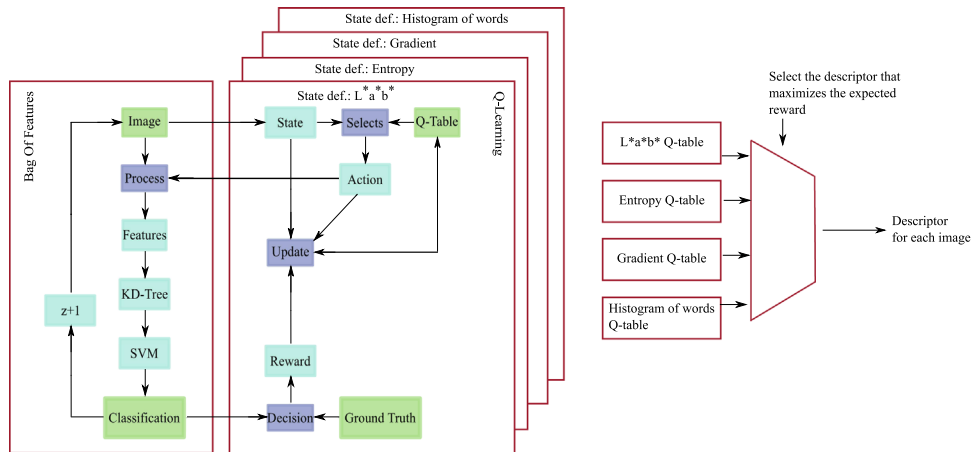 State def.: Histogram of words
State def.: Gradient
State def.: Entropy
State def.: L*a*b*
Bag Of Features
Q-Learning
Image
State
Selects
Q-Table
Process
Action
Features
Update
KD-Tree
z+1
SVM
Reward
Classification
Decision
Ground Truth
Select the descriptor that
maximizes the expected
reward
L*a*b* Q-table
Entropy Q-table
Gradient Q-table
Histogram of words
Q-table
Descriptor
for each image